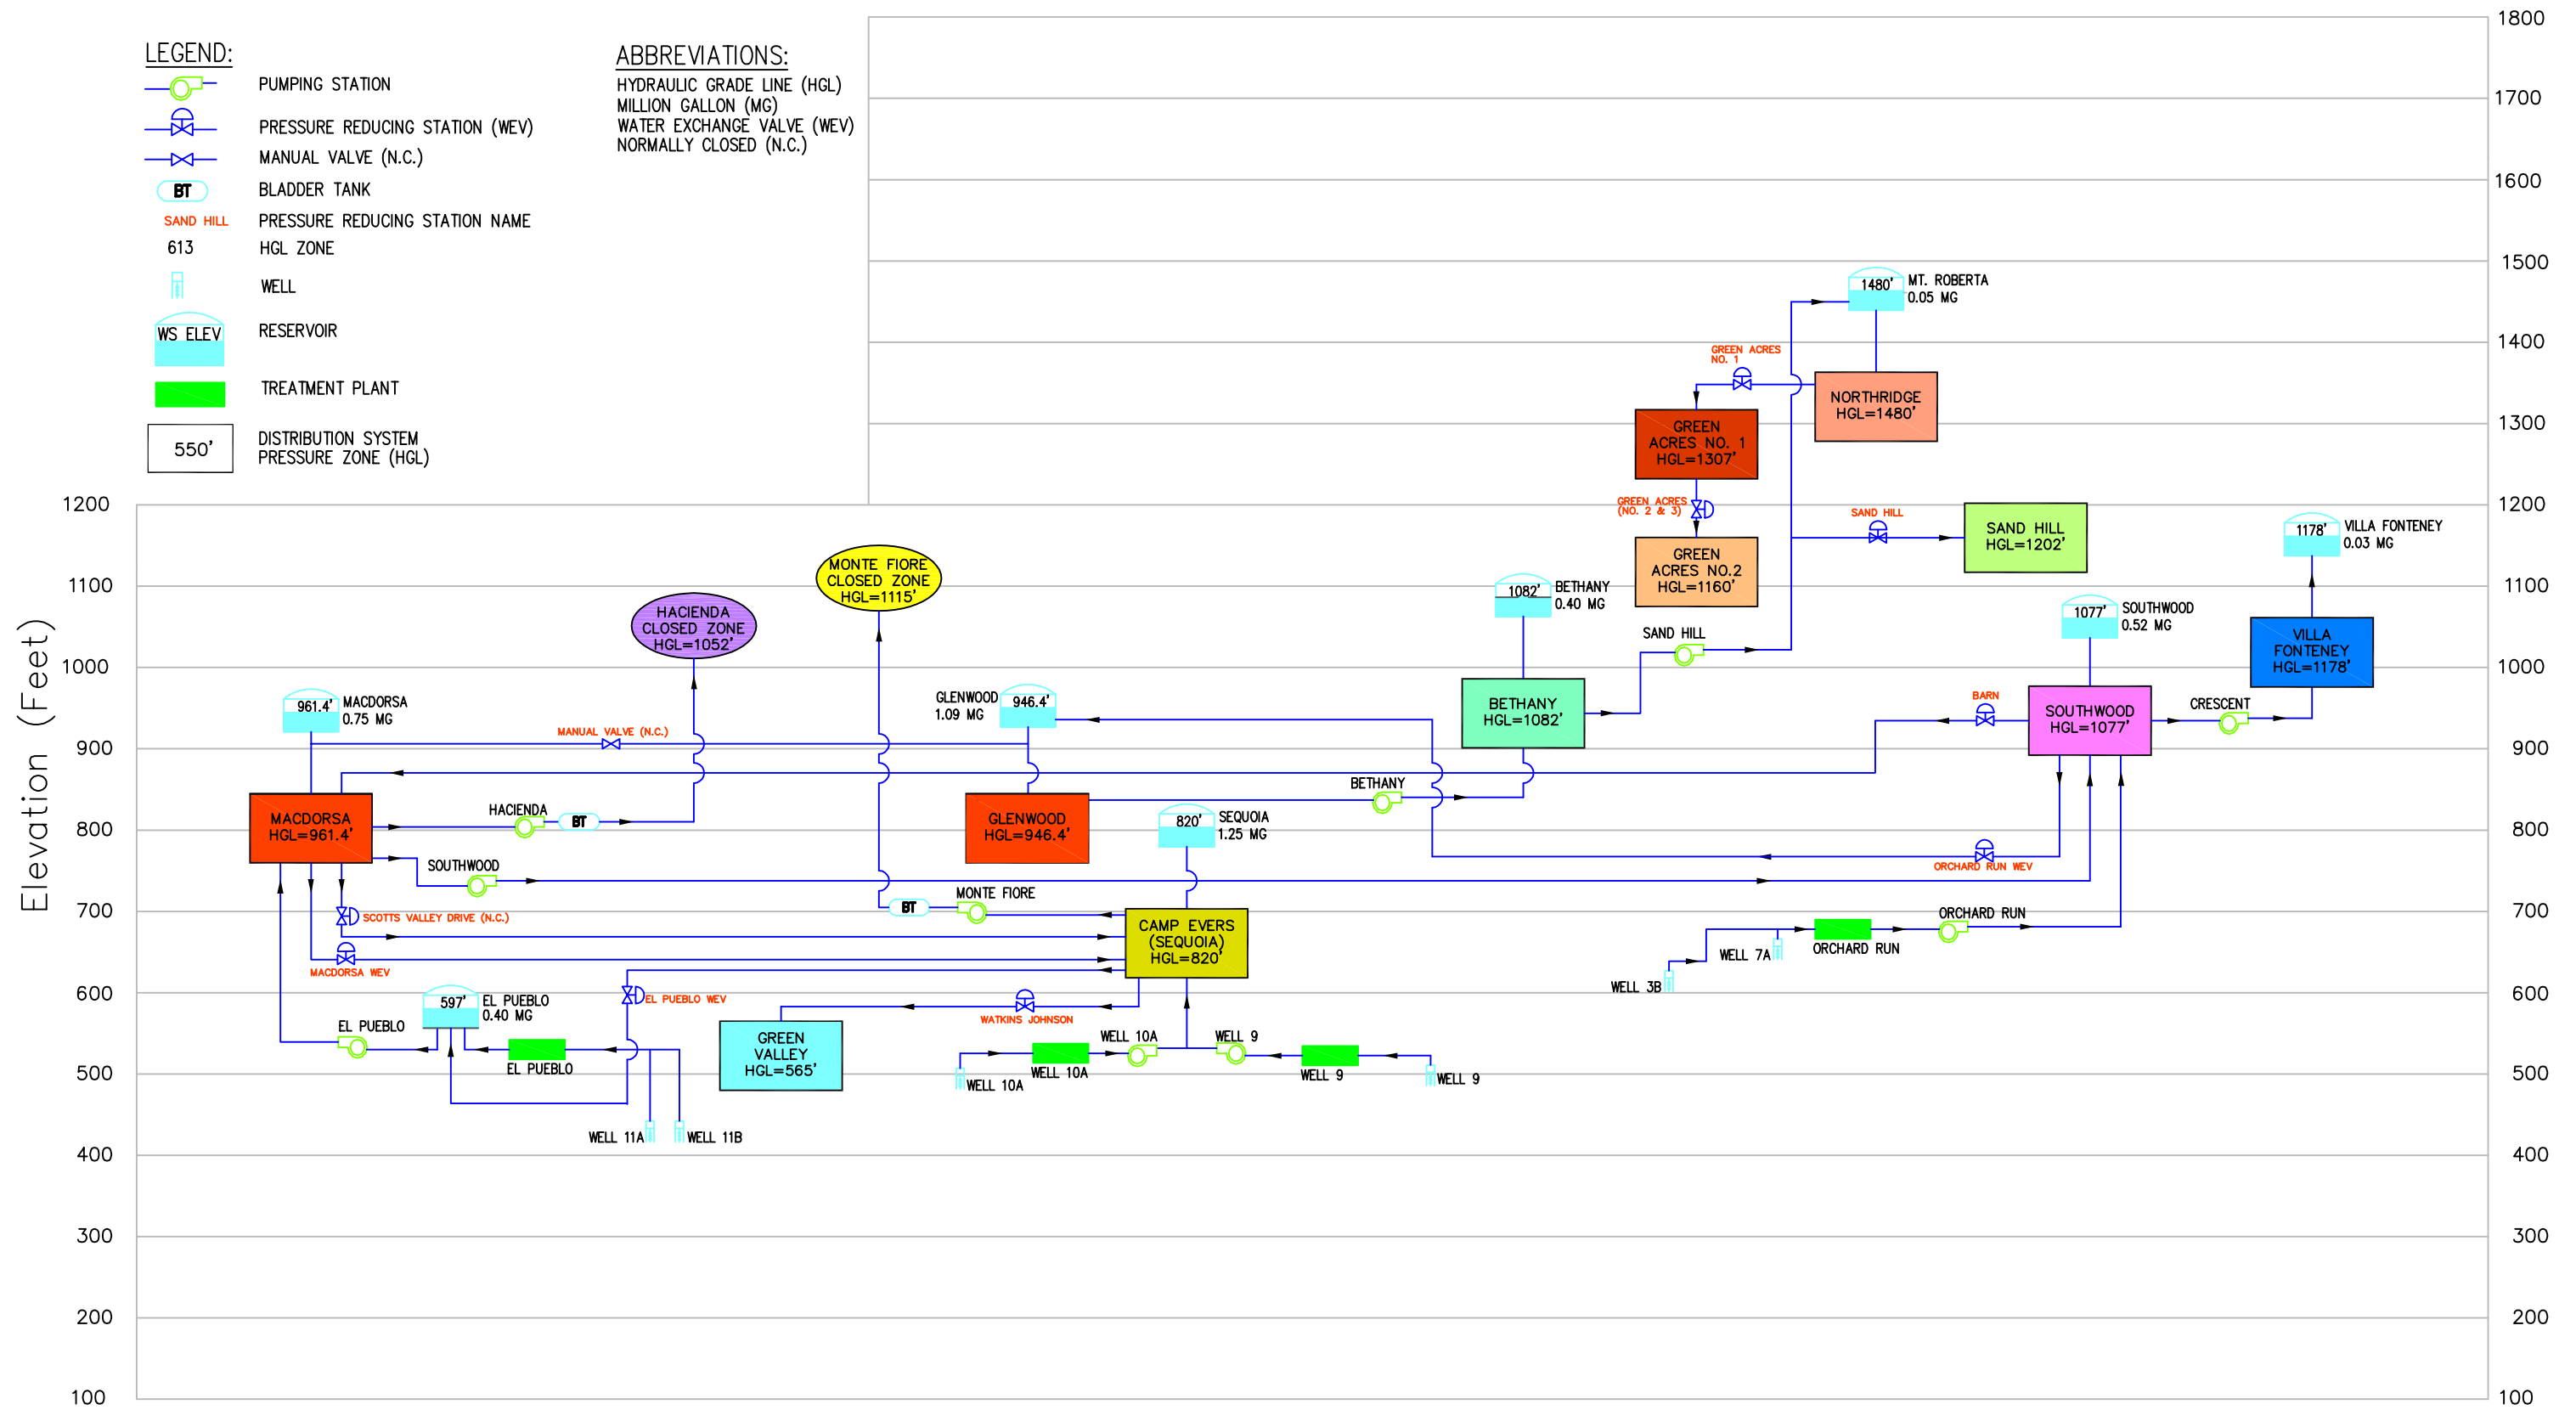 LEGEND:
PUMPING STATION
PRESSURE REDUCING STATION (WEV)
MANUAL VALVE (N.C.)
BT
BLADDER TANK
SAND HILL
PRESSURE REDUCING STATION NAME
613
HGL ZONE
WELL
WS ELEV
RESERVOIR
TREATMENT PLANT
550'
DISTRIBUTION SYSTEM
PRESSURE ZONE (HGL)
ABBREVIATIONS:
HYDRAULIC GRADE LINE (HGL)
MILLION GALLON (MG)
WATER EXCHANGE VALVE (WEV)
NORMALLY CLOSED (N.C.)
Elevation (Feet)
1200
1100
1000
900
800
700
600
500
400
300
200
100
1800
1700
1600
1500
1400
1300
1200
1100
1000
900
800
700
600
500
400
300
200
100
1480'
MT. ROBERTA
0.05 MG
GREEN ACRES
NO. 1
NORTHRIDGE
HGL=1480'
GREEN
ACRES NO. 1
HGL=1307'
GREEN ACRES
(NO. 2 & 3)
GREEN
ACRES NO.2
HGL=1160'
SAND HILL
SAND HILL
HGL=1202'
1178'
VILLA FONTENEY
0.03 MG
MONTE FIORE
CLOSED ZONE
HGL=1115'
HACIENDA
CLOSED ZONE
HGL=1052'
1082'
BETHANY
0.40 MG
SAND HILL
1077'
SOUTHWOOD
0.52 MG
VILLA
FONTENEY
HGL=1178'
961.4'
MACDORSA
0.75 MG
MANUAL VALVE (N.C.)
GLENWOOD
1.09 MG
946.4'
BETHANY
HGL=1082'
BARN
SOUTHWOOD
HGL=1077'
CRESCENT
MACDORSA
HGL=961.4'
HACIENDA
BT
GLENWOOD
HGL=946.4'
BETHANY
820'
SEQUOIA
1.25 MG
SOUTHWOOD
ORCHARD RUN WEV
BT
MONTE FIORE
SCOTTS VALLEY DRIVE (N.C.)
CAMP EVERS
(SEQUOIA)
HGL=820'
ORCHARD RUN
WELL 7A
ORCHARD RUN
WELL 3B
MACDORSA WEV
597'
EL PUEBLO
0.40 MG
EL PUEBLO WEV
WATKINS JOHNSON
EL PUEBLO
EL PUEBLO
GREEN
VALLEY
HGL=565'
WELL 10A
WELL 9
WELL 10A
WELL 10A
WELL 9
WELL 9
WELL 11A
WELL 11B